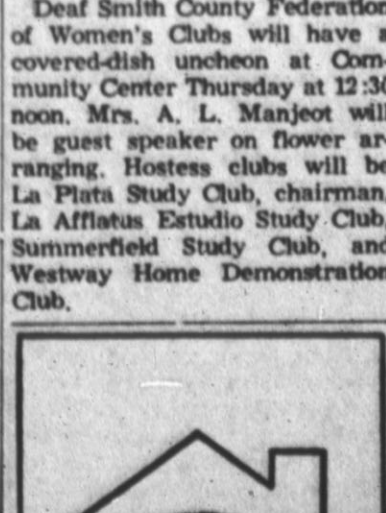 Deaf Smith County Federation
of Women's Clubs will have a
covered-dish uncheon at Com-
munity Center Thursday at 12:30
noon. Mrs. A. L. Manjeot will
be guest speaker on flower ar-
ranging. Hostess clubs will be
La Plata Study Club, chairman,
La Afflatus Estudio Study Club,
Summerfield Study Club, and
Westway Home Demonstration
Club.